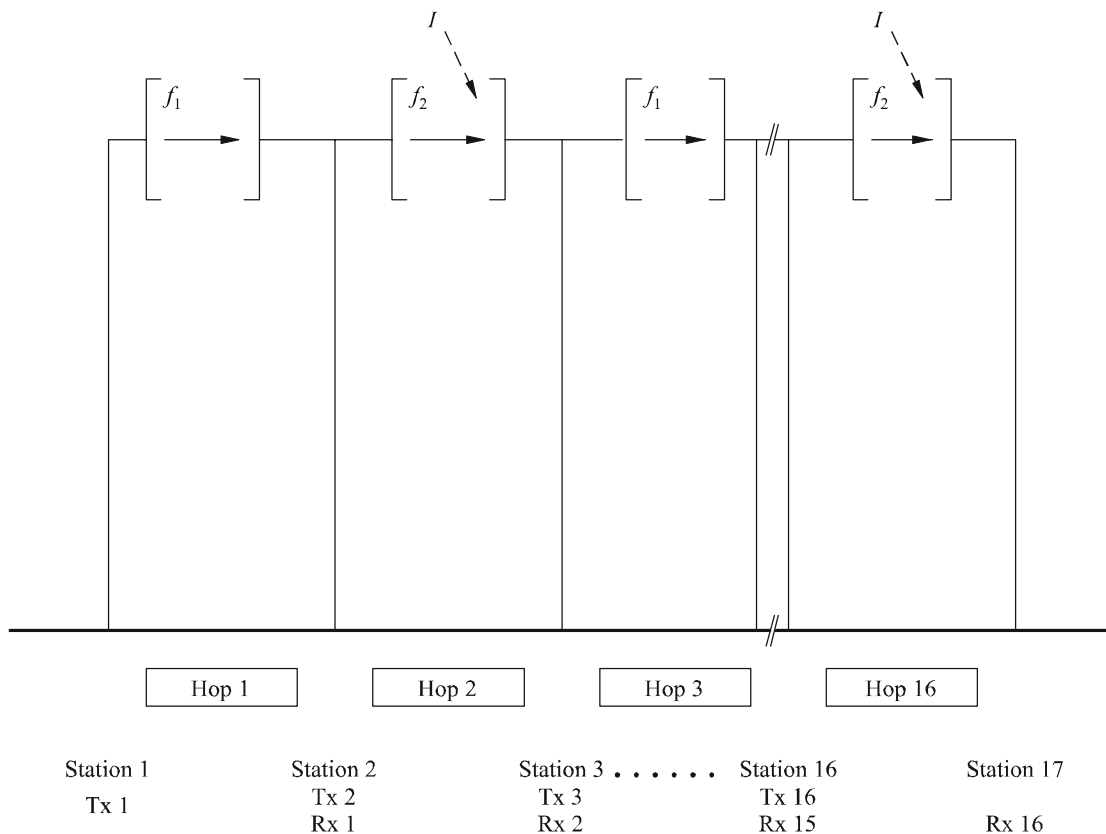 I I
f1 f2 f1 f2
Hop 1 Hop 2 Hop 3 Hop 16
Station 1 Station 2 Station 3 . . . . . . Station 16 Station 17
Tx 1 Tx 2 Tx 3 Tx 16
Rx 1 Rx 2 Rx 15 Rx 16